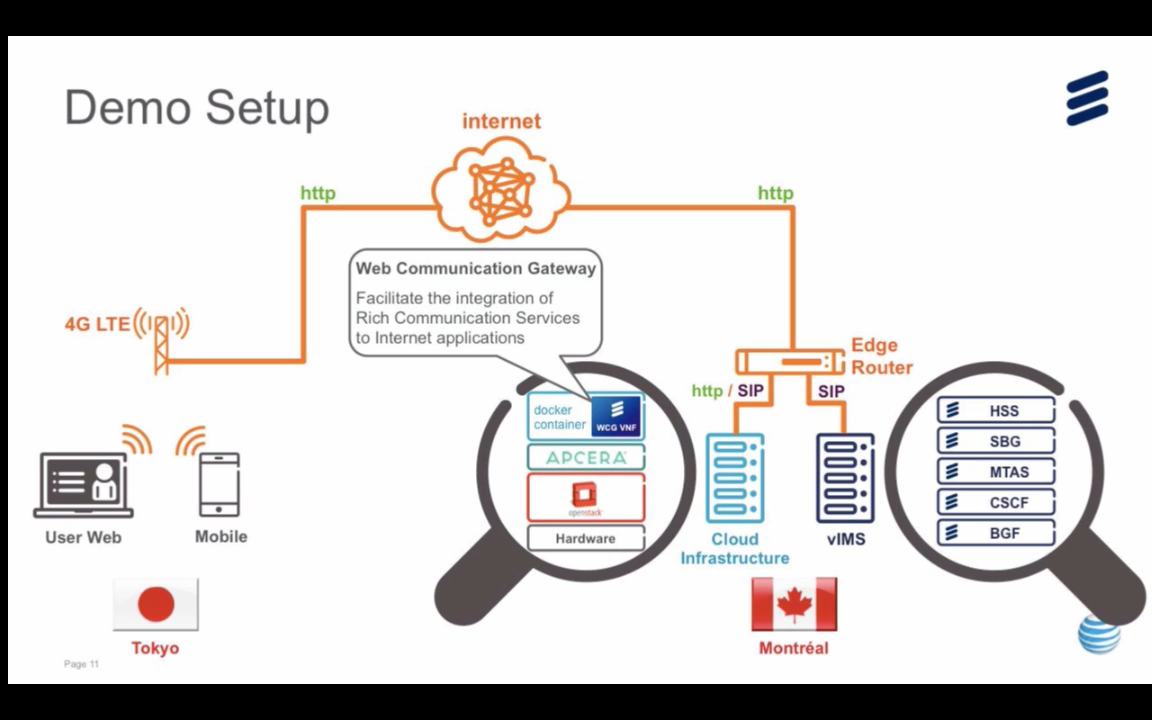 Demo Setup
internet
http
http
Web Communication Gateway
Facilitate the integration of
Rich Communication Services
to Internet applications
4G LTE
Edge
Router
http / SIP
SIP
docker
container
WCG VNF
APCERA
openstack
Hardware
HSS
SBG
MTAS
CSCF
BGF
User Web
Mobile
Cloud
Infrastructure
vIMS
Tokyo
Montréal
Page 11